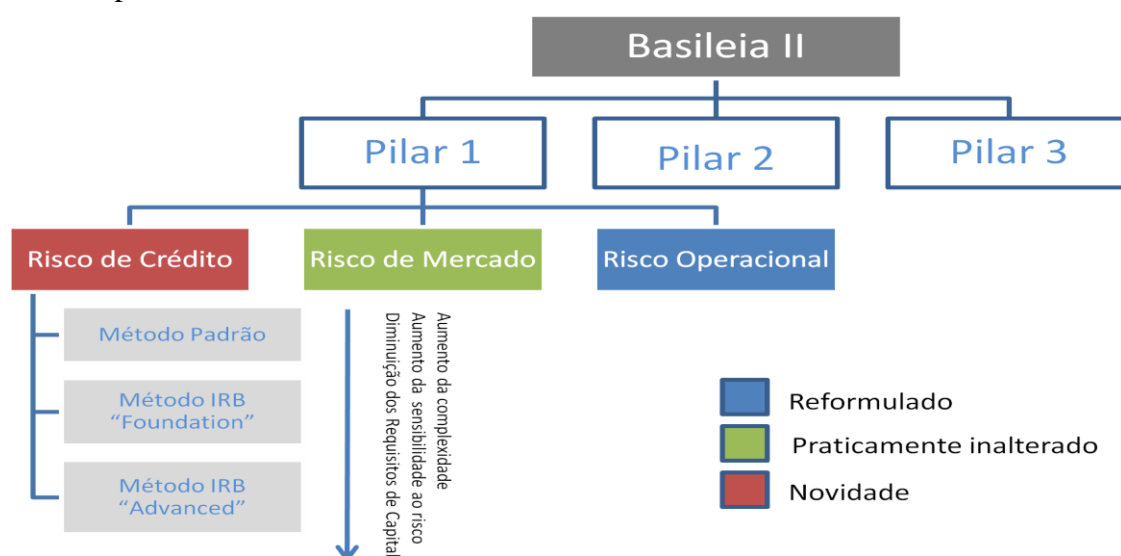 Basileia II
Pilar 1
Pilar 2
Pilar 3
Risco de Crédito
Risco de Mercado
Risco Operacional
Método Padrão
Método IRB
“Foundation”
Método IRB
“Advanced”
Aumento da complexidade
Aumento da sensibilidade ao risco
Diminuição dos Requisitos de Capital
Reformulado
Praticamente inalterado
Novidade